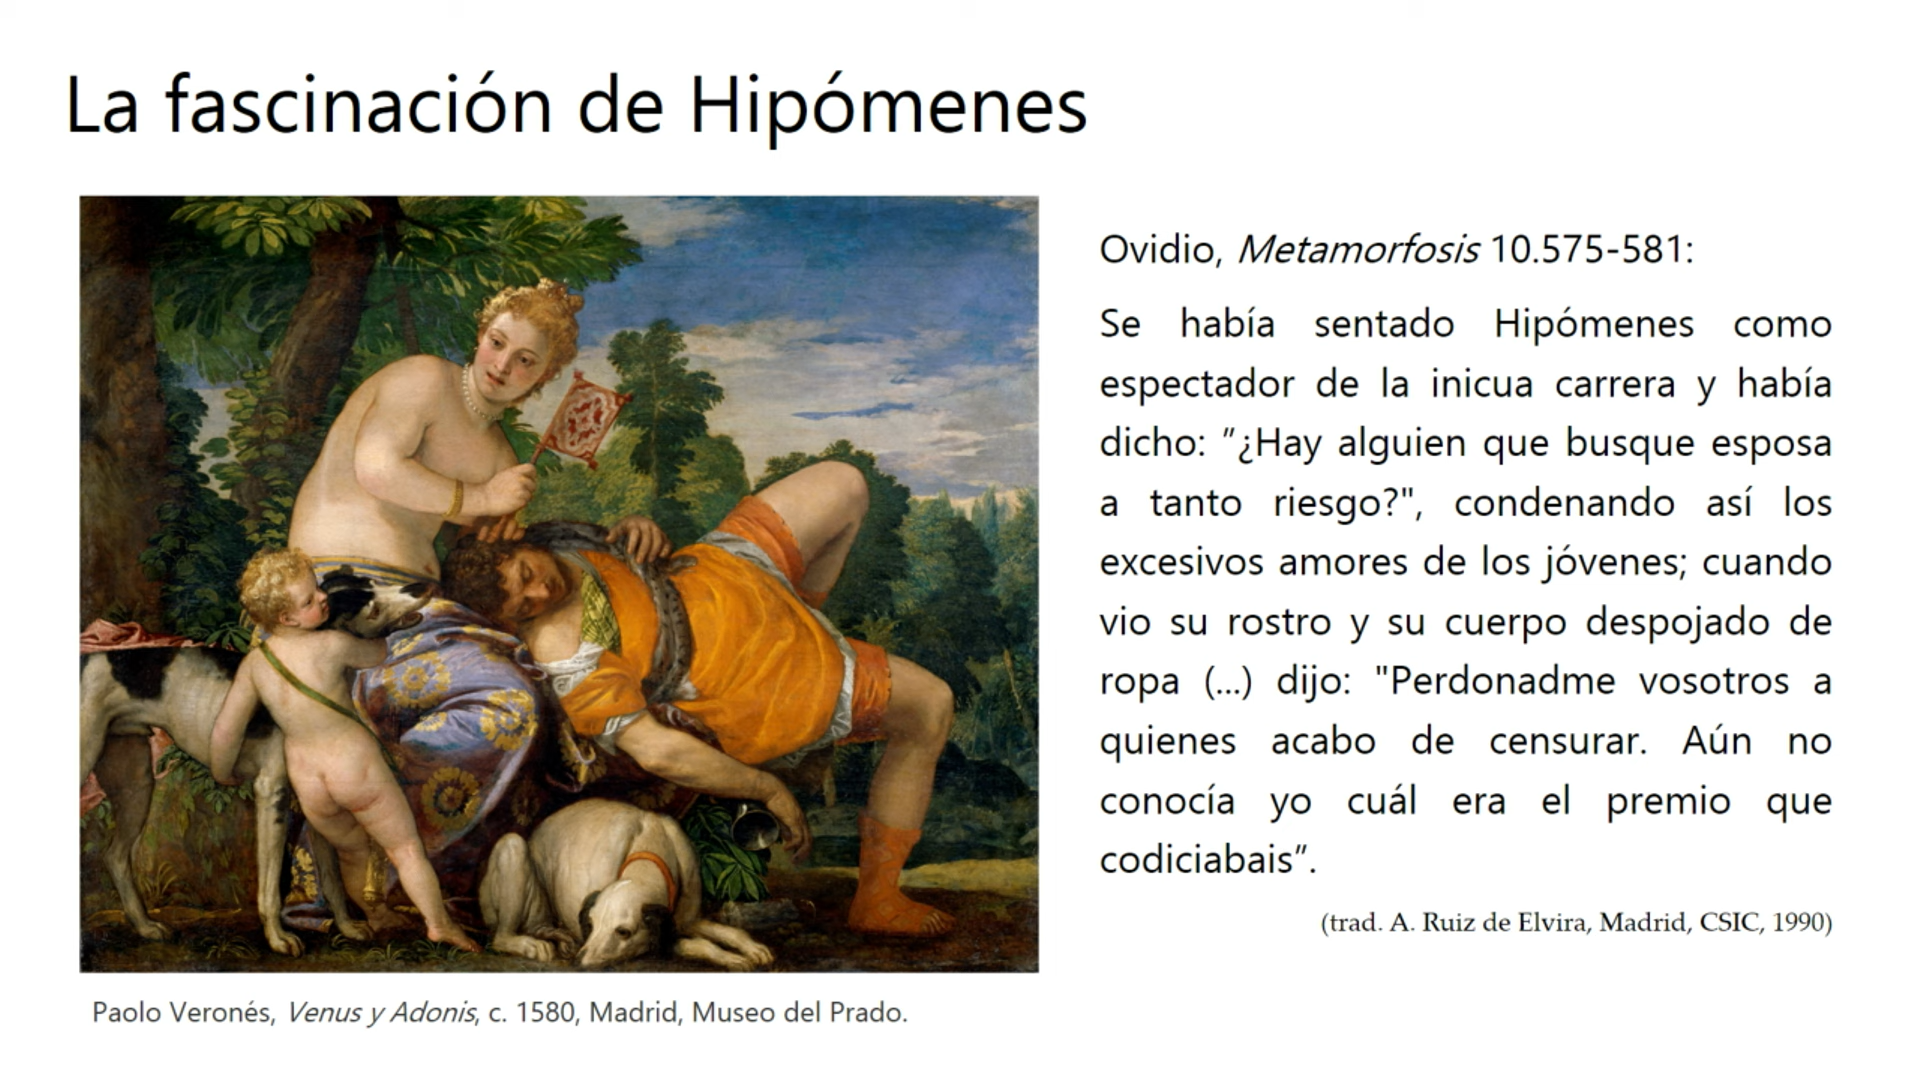 La fascinación de Hipómenes
Ovidio, Metamorfosis 10.575-581:
Se había sentado Hipómenes como
espectador de la inicua carrera y había
dicho: "¿Hay alguien que busque esposa
a tanto riesgo?", condenando así los
excesivos amores de los jóvenes; cuando
vio su rostro y su cuerpo despojado de
ropa (...) dijo: "Perdonadme vosotros a
quienes acabo de censurar. Aún no
conocía yo cuál era el premio que
codiciabais”.
(trad. A. Ruiz de Elvira, Madrid, CSIC, 1990)
Paolo Veronés, Venus y Adonis, c. 1580, Madrid, Museo del Prado.